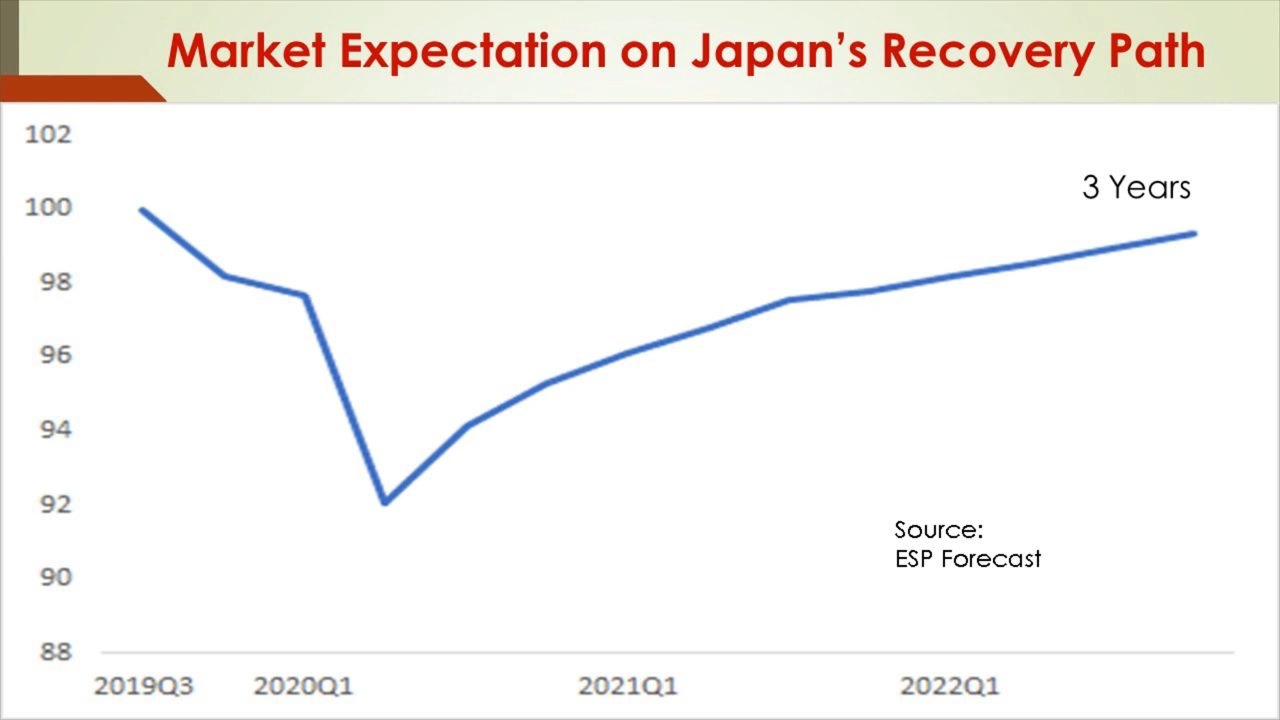 Market Expectation on Japan’s Recovery Path
102
100
98
96
94
92
90
88
3 Years
Source:
ESP Forecast
2019Q3 2020Q1 2021Q1 2022Q1